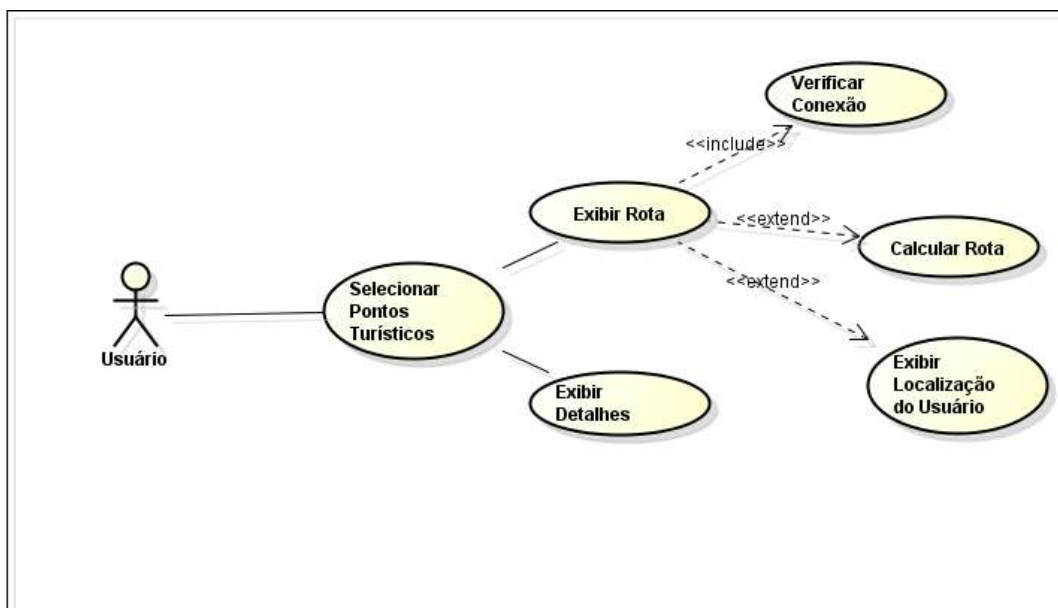 Verificar
Conexão
<<include>>
Exibir Rota
<<extend>>
Calcular Rota
<<extend>>
Selecionar
Pontos
Turísticos
Usuário
Exibir
Localização
do Usuário
Exibir
Detalhes